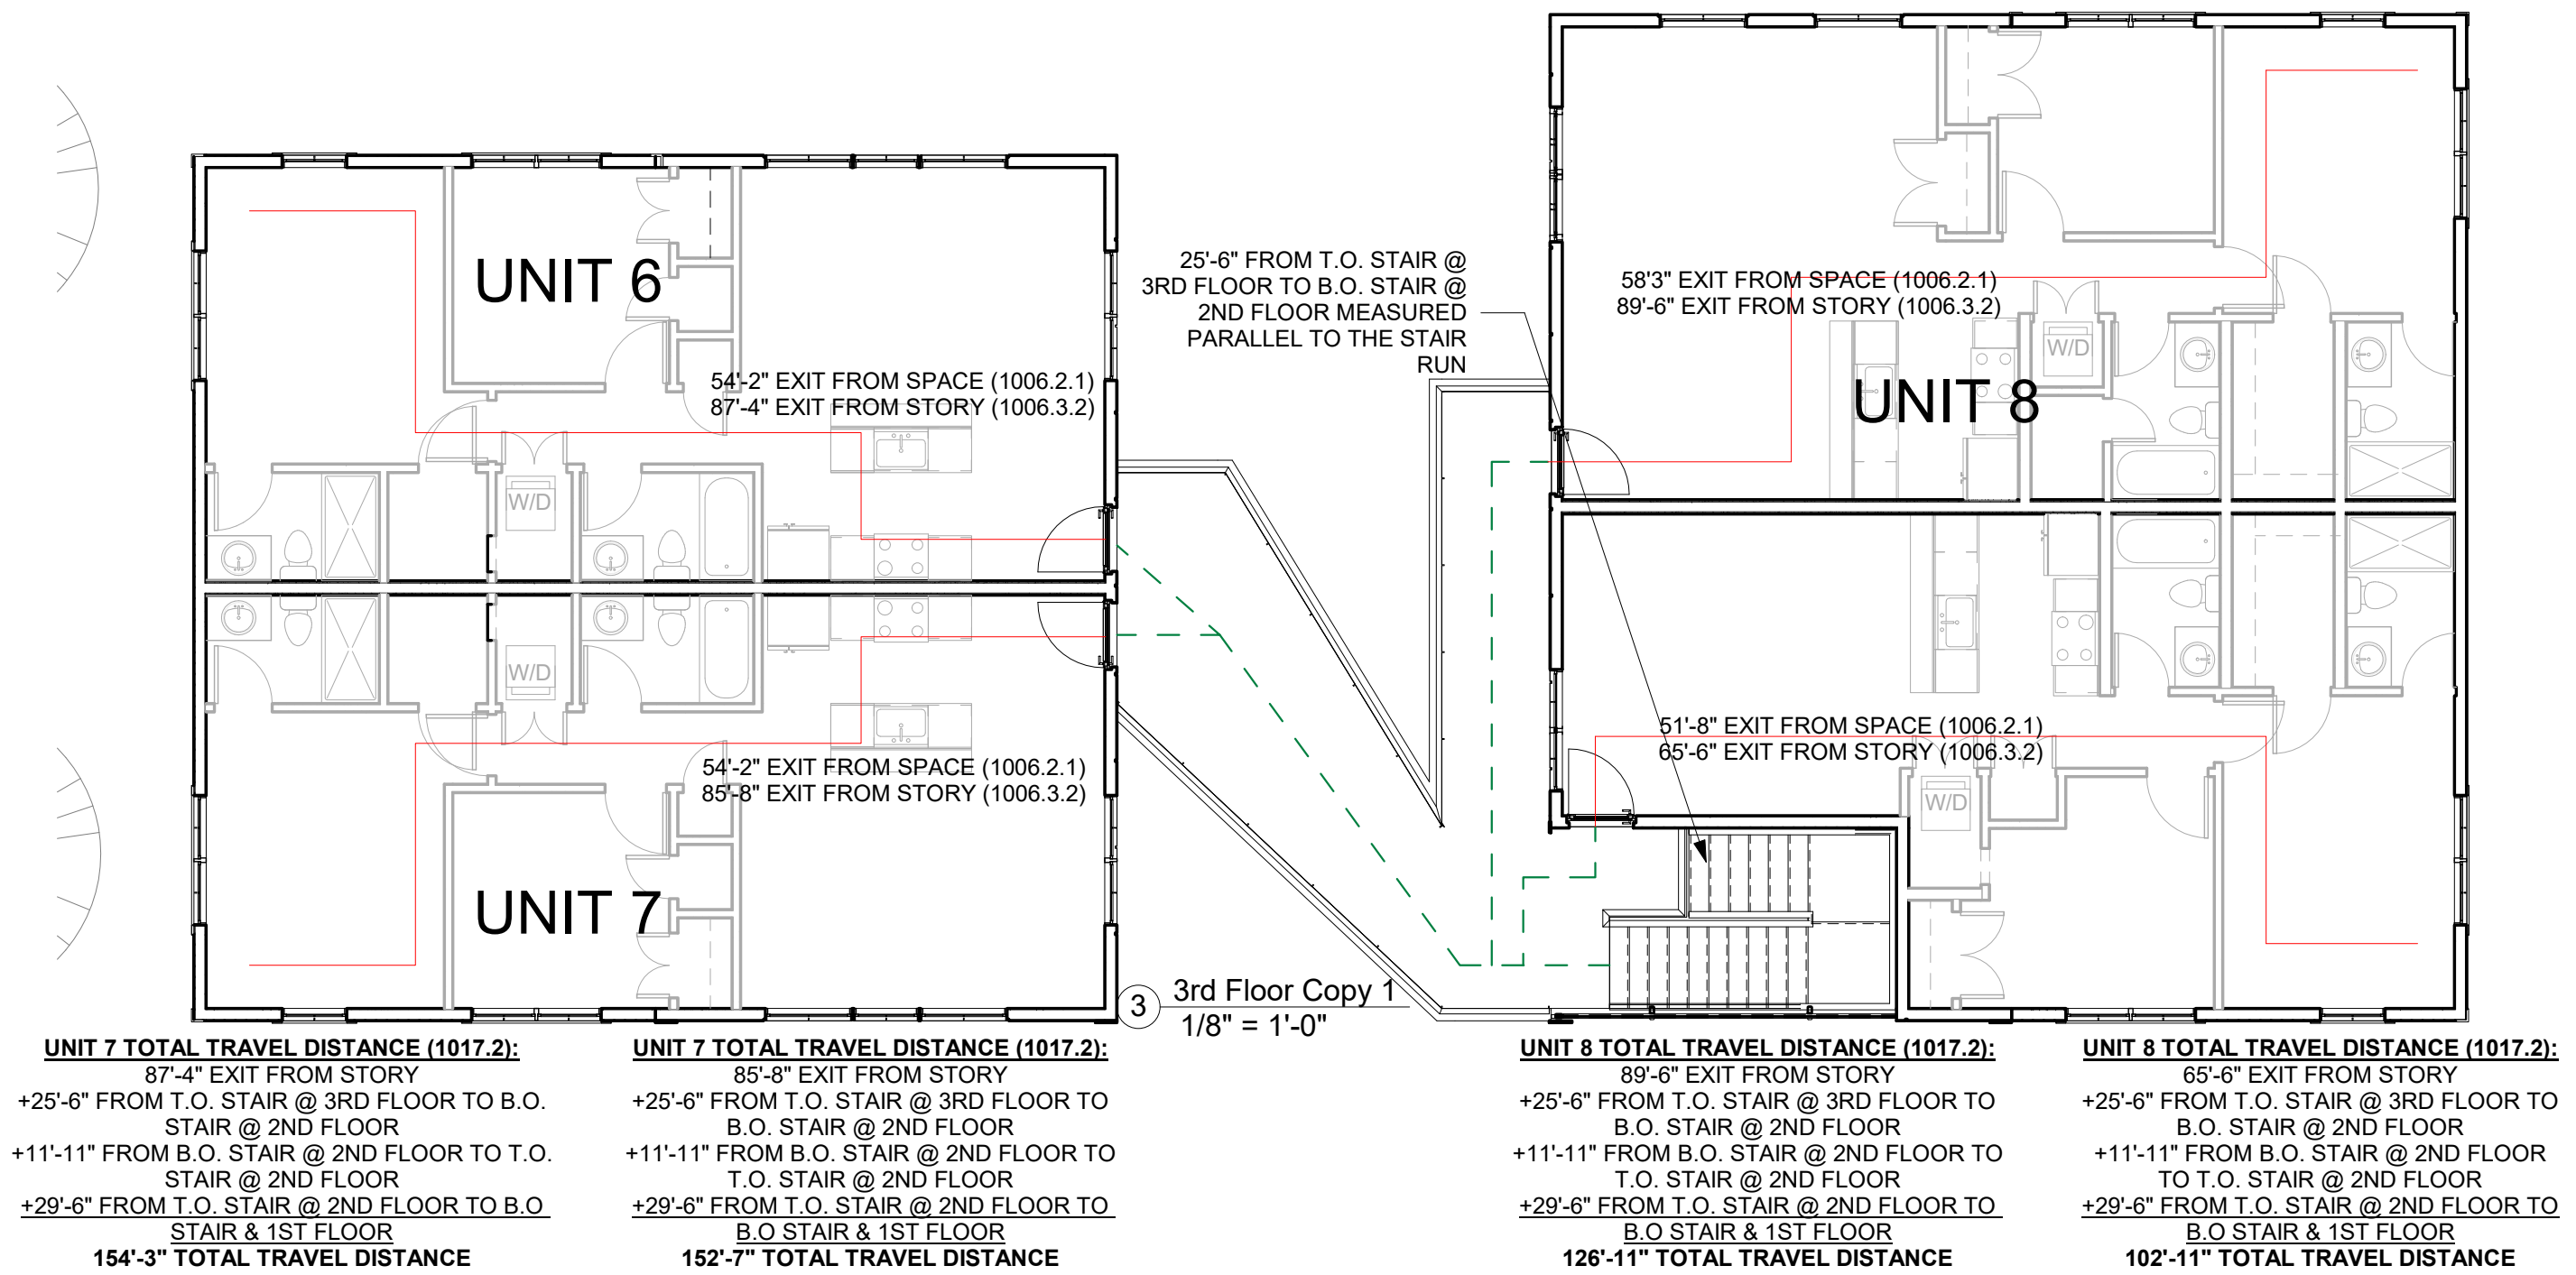 UNIT 6
54'-2" EXIT FROM SPACE (1006.2.1)
87'-4" EXIT FROM STORY (1006.3.2)
W/D
W/D
54'-2" EXIT FROM SPACE (1006.2.1)
85'-8" EXIT FROM STORY (1006.3.2)
UNIT 7
25'-6" FROM T.O. STAIR @
3RD FLOOR TO B.O. STAIR @
2ND FLOOR MEASURED
PARALLEL TO THE STAIR
RUN
58'3" EXIT FROM SPACE (1006.2.1)
89'-6" EXIT FROM STORY (1006.3.2)
W/D
UNIT 8
51'-8" EXIT FROM SPACE (1006.2.1)
65'-6" EXIT FROM STORY (1006.3.2)
W/D
3
3rd Floor Copy 1
1/8" = 1'-0"
UNIT 7 TOTAL TRAVEL DISTANCE (1017.2):
87'-4" EXIT FROM STORY
+25'-6" FROM T.O. STAIR @ 3RD FLOOR TO B.O.
STAIR @ 2ND FLOOR
+11'-11" FROM B.O. STAIR @ 2ND FLOOR TO T.O.
STAIR @ 2ND FLOOR
+29'-6" FROM T.O. STAIR @ 2ND FLOOR TO B.O
STAIR & 1ST FLOOR
154'-3" TOTAL TRAVEL DISTANCE
UNIT 7 TOTAL TRAVEL DISTANCE (1017.2):
85'-8" EXIT FROM STORY
+25'-6" FROM T.O. STAIR @ 3RD FLOOR TO
B.O. STAIR @ 2ND FLOOR
+11'-11" FROM B.O. STAIR @ 2ND FLOOR TO
T.O. STAIR @ 2ND FLOOR
+29'-6" FROM T.O. STAIR @ 2ND FLOOR TO
B.O STAIR & 1ST FLOOR
152'-7" TOTAL TRAVEL DISTANCE
UNIT 8 TOTAL TRAVEL DISTANCE (1017.2):
89'-6" EXIT FROM STORY
+25'-6" FROM T.O. STAIR @ 3RD FLOOR TO
B.O. STAIR @ 2ND FLOOR
+11'-11" FROM B.O. STAIR @ 2ND FLOOR TO
T.O. STAIR @ 2ND FLOOR
+29'-6" FROM T.O. STAIR @ 2ND FLOOR TO
B.O STAIR & 1ST FLOOR
126'-11" TOTAL TRAVEL DISTANCE
UNIT 8 TOTAL TRAVEL DISTANCE (1017.2):
65'-6" EXIT FROM STORY
+25'-6" FROM T.O. STAIR @ 3RD FLOOR TO
B.O. STAIR @ 2ND FLOOR
+11'-11" FROM B.O. STAIR @ 2ND FLOOR
TO T.O. STAIR @ 2ND FLOOR
+29'-6" FROM T.O. STAIR @ 2ND FLOOR TO
B.O STAIR & 1ST FLOOR
102'-11" TOTAL TRAVEL DISTANCE